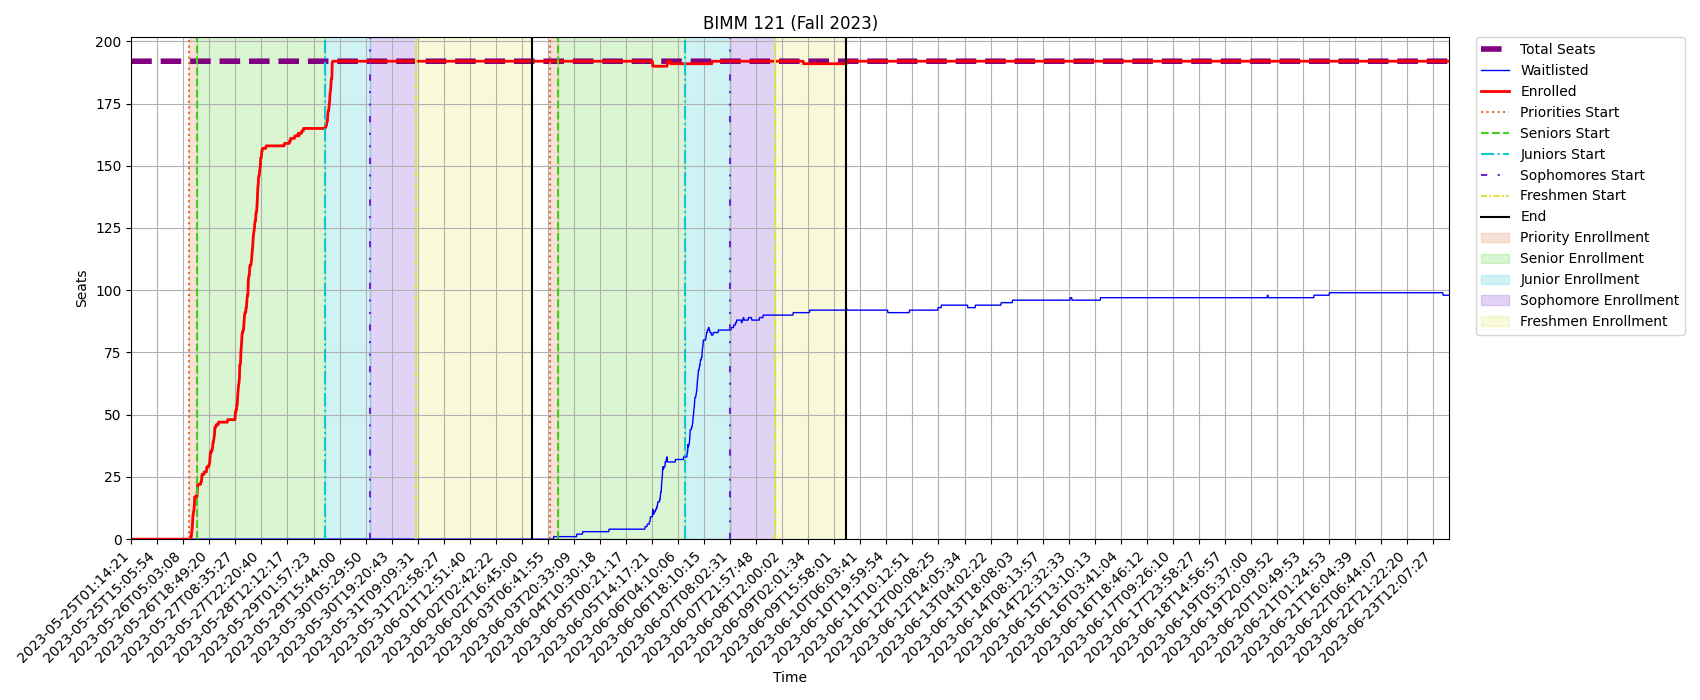 BIMM 121 (Fall 2023)
Seats
200
175
150
125
100
75
50
25
0
2023-05-25T01:14:21
2023-05-25T15:05:54
2023-05-26T05:03:08
2023-05-26T18:49:20
2023-05-27T08:35:27
2023-05-27T22:20:40
2023-05-28T12:12:17
2023-05-29T01:57:23
2023-05-29T15:44:00
2023-05-30T05:29:50
2023-05-30T19:20:43
2023-05-31T09:09:31
2023-05-31T22:58:27
2023-06-01T12:51:40
2023-06-02T02:42:22
2023-06-02T16:45:00
2023-06-03T06:41:55
2023-06-03T20:33:09
2023-06-04T10:30:18
2023-06-05T00:21:17
2023-06-05T14:17:21
2023-06-06T04:10:06
2023-06-06T18:10:15
2023-06-07T08:02:31
2023-06-07T21:57:48
2023-06-08T12:00:02
2023-06-09T02:01:34
2023-06-09T15:58:01
2023-06-10T06:03:41
2023-06-10T19:59:54
2023-06-11T10:12:51
2023-06-12T00:08:25
2023-06-12T14:05:34
2023-06-13T04:02:22
2023-06-13T18:08:03
2023-06-14T08:13:57
2023-06-14T22:32:33
2023-06-15T13:10:13
2023-06-16T03:41:04
2023-06-16T18:46:12
2023-06-17T09:26:10
2023-06-17T23:58:27
2023-06-18T14:56:57
2023-06-19T05:37:00
2023-06-19T20:09:52
2023-06-20T10:49:53
2023-06-21T01:24:53
2023-06-21T16:04:39
2023-06-22T06:44:07
2023-06-22T21:22:20
2023-06-23T12:07:27
Time
Total Seats
Waitlisted
Enrolled
Priorities Start
Seniors Start
Juniors Start
Sophomores Start
Freshmen Start
End
Priority Enrollment
Senior Enrollment
Junior Enrollment
Sophomore Enrollment
Freshmen Enrollment